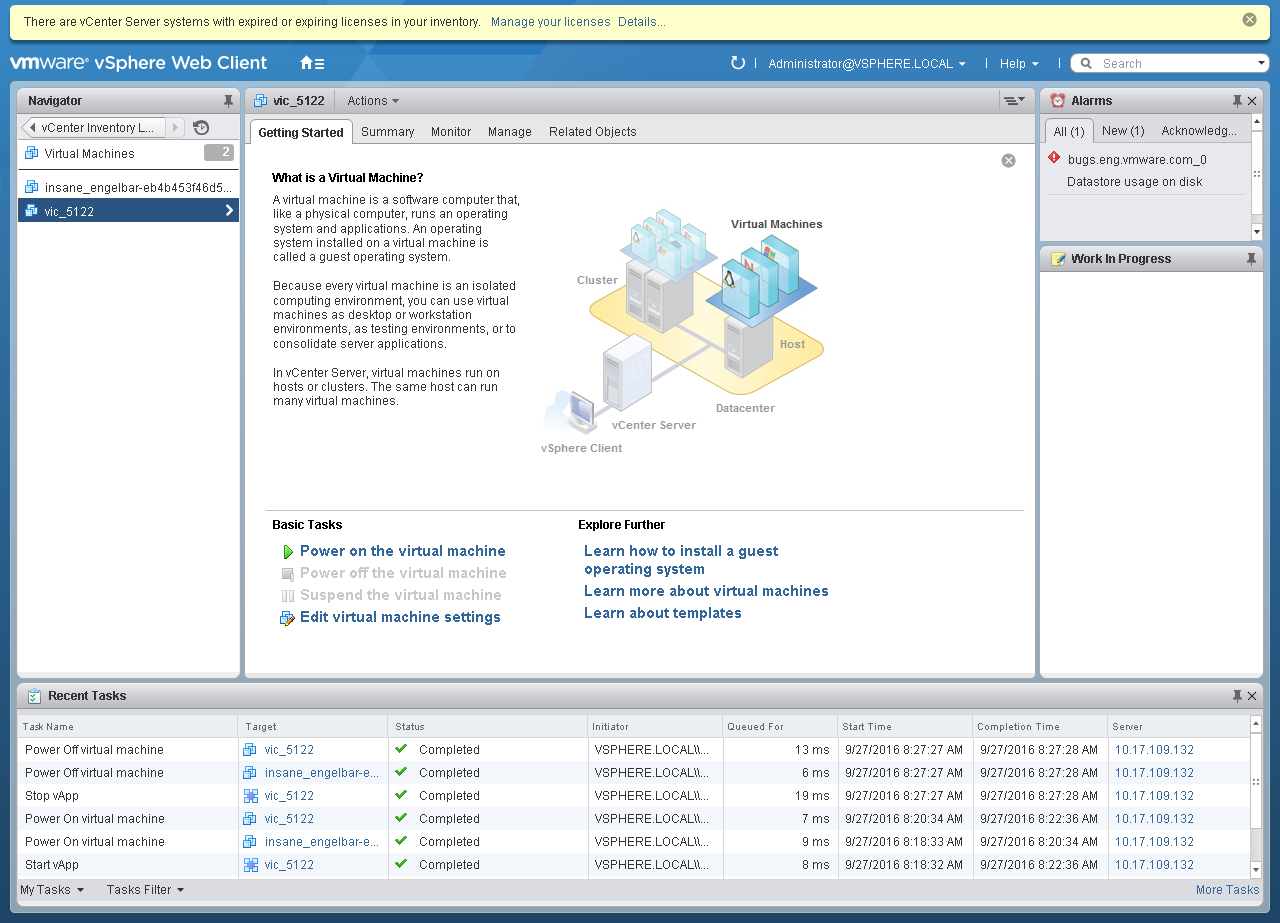 There are vCenter Server systems with expired or expiring licenses in your inventory. Manage your licenses Details...
vmware® vSphere Web Client
Administrator@VSPHERE.LOCAL
Help
Search
Navigator
vCenter Inventory L...
Virtual Machines 2
insane_engelbar-eb4b453f46d5...
vic_5122
vic_5122 Actions
Getting Started Summary Monitor Manage Related Objects
What is a Virtual Machine?
A virtual machine is a software computer that,
like a physical computer, runs an operating
system and applications. An operating
system installed on a virtual machine is
called a guest operating system.
Because every virtual machine is an isolated
computing environment, you can use virtual
machines as desktop or workstation
environments, as testing environments, or to
consolidate server applications.
In vCenter Server, virtual machines run on
hosts or clusters. The same host can run
many virtual machines.
Virtual Machines
Cluster
Host
Datacenter
vCenter Server
vSphere Client
Basic Tasks
Power on the virtual machine
Power off the virtual machine
Suspend the virtual machine
Edit virtual machine settings
Explore Further
Learn how to install a guest
operating system
Learn more about virtual machines
Learn about templates
Alarms
All (1) New (1) Acknowledg...
bugs.eng.vmware.com_0
Datastore usage on disk
Work In Progress
Recent Tasks
Task Name Target Status Initiator Queued For Start Time Completion Time Server
Power Off virtual machine vic_5122 Completed VSPHERE.LOCAL\\... 13 ms 9/27/2016 8:27:27 AM 9/27/2016 8:27:28 AM 10.17.109.132
Power Off virtual machine insane_engelbar-e... Completed VSPHERE.LOCAL\\... 6 ms 9/27/2016 8:27:27 AM 9/27/2016 8:27:28 AM 10.17.109.132
Stop vApp vic_5122 Completed VSPHERE.LOCAL\\... 19 ms 9/27/2016 8:27:27 AM 9/27/2016 8:27:28 AM 10.17.109.132
Power On virtual machine vic_5122 Completed VSPHERE.LOCAL\\... 7 ms 9/27/2016 8:20:34 AM 9/27/2016 8:22:36 AM 10.17.109.132
Power On virtual machine insane_engelbar-e... Completed VSPHERE.LOCAL\\... 9 ms 9/27/2016 8:18:33 AM 9/27/2016 8:20:34 AM 10.17.109.132
Start vApp vic_5122 Completed VSPHERE.LOCAL\\... 8 ms 9/27/2016 8:18:32 AM 9/27/2016 8:22:36 AM 10.17.109.132
My Tasks Tasks Filter More Tasks